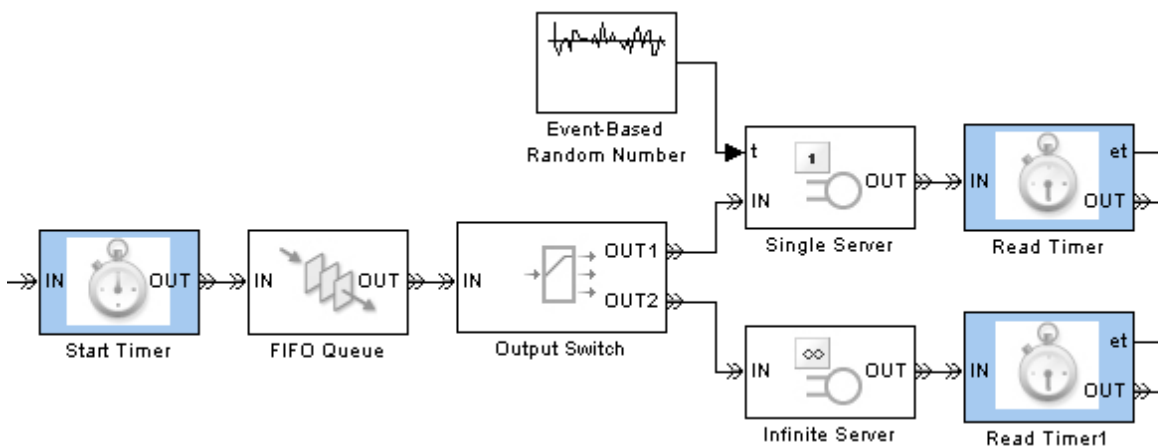 Event-Based
Random Number
t
1
IN
OUT
Single Server
IN
et
OUT
Read Timer
IN
OUT
Start Timer
IN
OUT
FIFO Queue
IN
OUT1
OUT2
Output Switch
IN
∞
OUT
Infinite Server
IN
et
OUT
Read Timer1